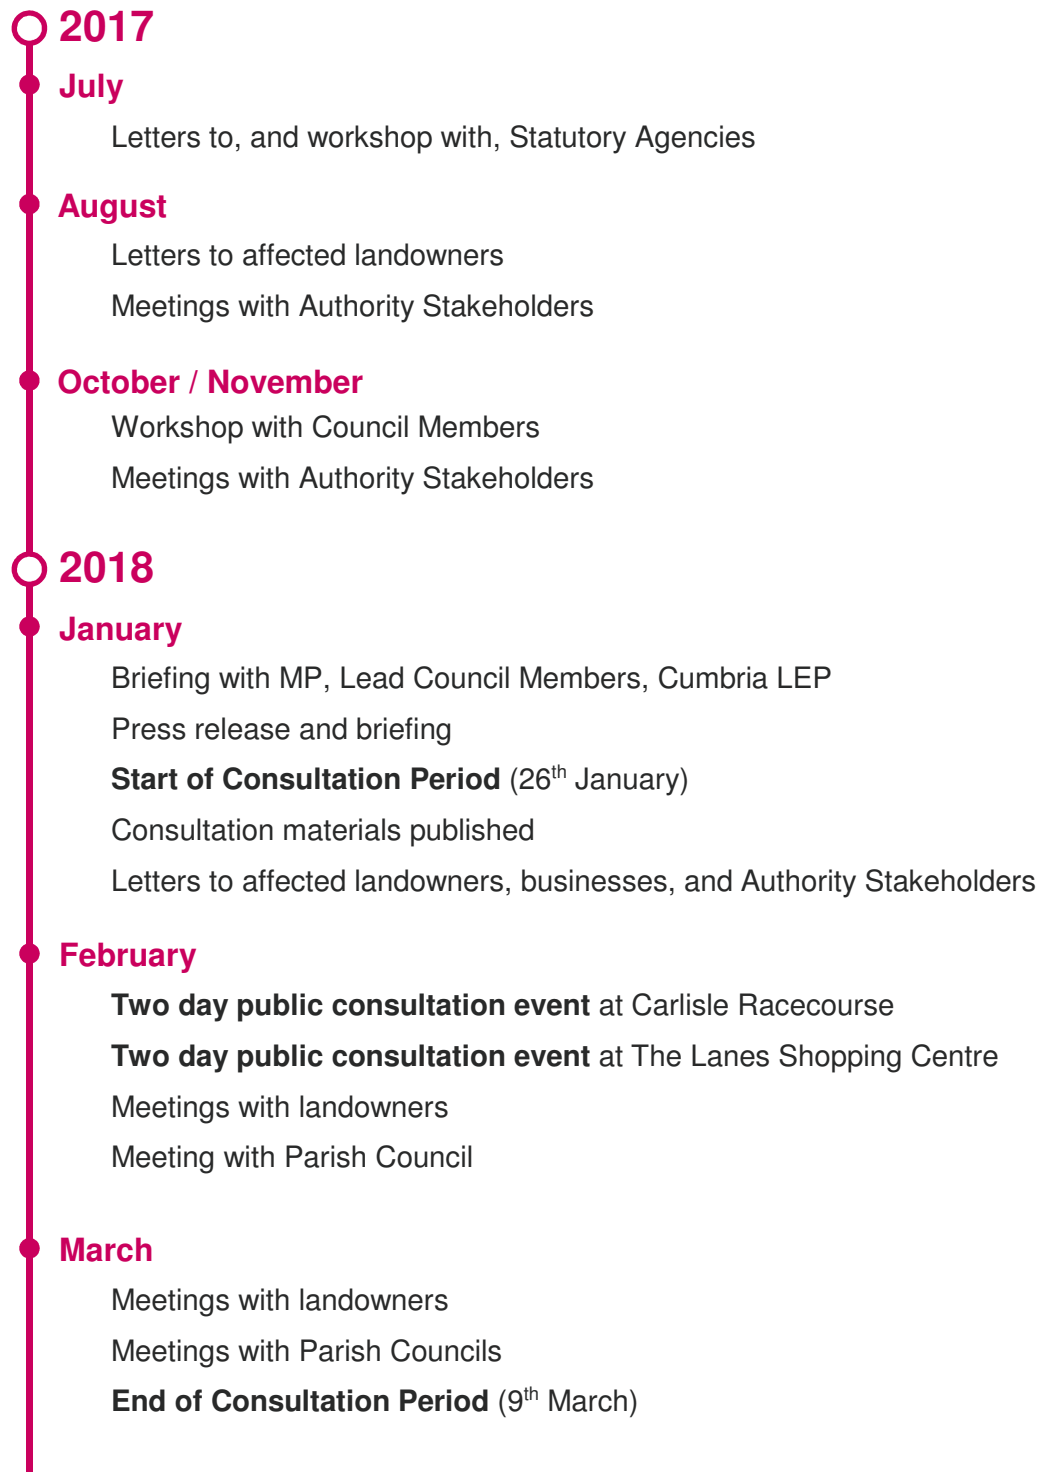 2017
July
Letters to, and workshop with, Statutory Agencies
August
Letters to affected landowners
Meetings with Authority Stakeholders
October / November
Workshop with Council Members
Meetings with Authority Stakeholders
2018
January
Briefing with MP, Lead Council Members, Cumbria LEP
Press release and briefing
Start of Consultation Period (26th January)
Consultation materials published
Letters to affected landowners, businesses, and Authority Stakeholders
February
Two day public consultation event at Carlisle Racecourse
Two day public consultation event at The Lanes Shopping Centre
Meetings with landowners
Meeting with Parish Council
March
Meetings with landowners
Meetings with Parish Councils
End of Consultation Period (9th March)